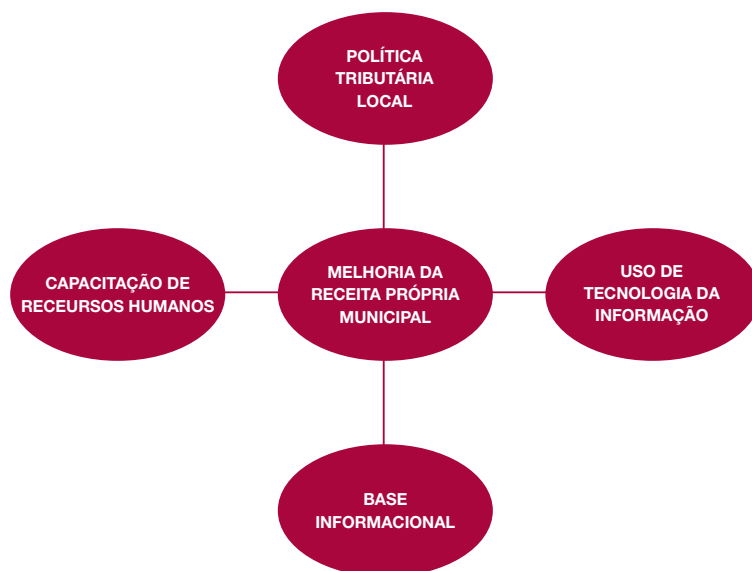 POLÍTICA
TRIBUTÁRIA
LOCAL
CAPACITAÇÃO DE
RECEURSOS HUMANOS
MELHORIA DA
RECEITA PRÓPRIA
MUNICIPAL
USO DE
TECNOLOGIA DA
INFORMAÇÃO
BASE
INFORMACIONAL